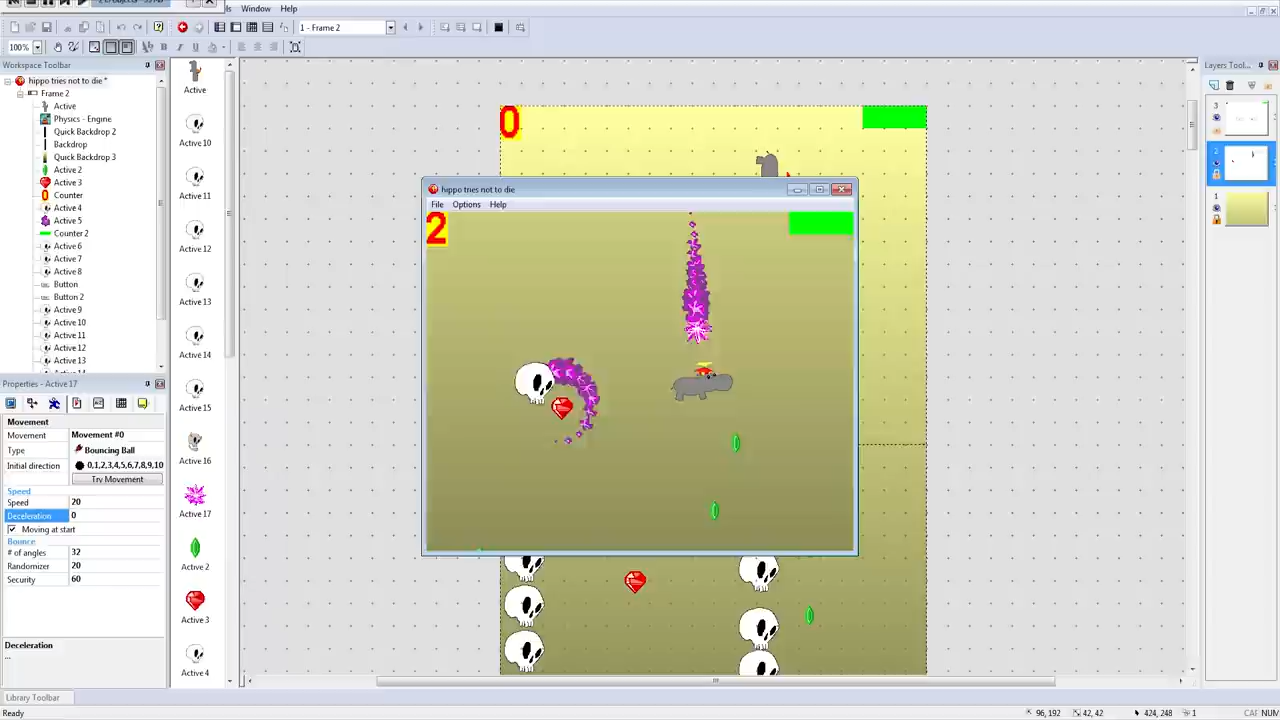 ls Window Help
1 - Frame 2
100%
Workspace Toolbar
hippo tries not to die *
Frame 2
Active
Physics - Engine
Quick Backdrop 2
Backdrop
Quick Backdrop 3
Active 2
Active 3
Counter
Active 4
Active 5
Counter 2
Active 6
Active 7
Active 8
Button
Button 2
Active 9
Active 10
Active 11
Active 12
Active 13
Properties - Active 17
Movement
Movement Movement #0
Type Bouncing Ball
Initial direction 0,1,2,3,4,5,6,7,8,9,10
Try Movement
Speed
Speed 20
Deceleration 0
Moving at start
Bounce
# of angles 32
Randomizer 20
Security 60
Deceleration
...
Library Toolbar
Ready
Active
Active 10
Active 11
Active 12
Active 13
Active 14
Active 15
Active 16
Active 17
Active 2
Active 3
Active 4
0
hippo tries not to die
File Options Help
2
Layers Tool...
3
2
1
96,192
42, 42
424, 248
1
CAF NUM